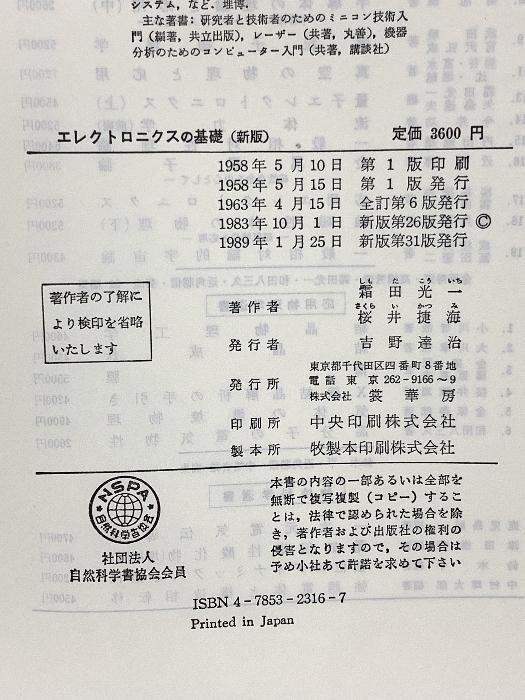 システム, など, 理博.
主な著書: 研究者と技術者のためのミニコン技術入
門 (編著, 共立出版), レーザー (共著, 丸善), 機器
分析のためのコンピューター入門 (共著, 講談社)
エレクトロニクスの基礎 (新版) 定価 3600 円
1958 年 5 月 10 日 第 1 版 印 刷
1958 年 5 月 15 日 第 1 版 発 行
1963 年 4 月 15 日 全訂第 6 版発行
1983 年 10 月 1 日 新版第26版発行 ©
1989 年 1 月 25 日 新版第31版発行
著作者の了解に
より検印を省略
いたします
しも だ こう いち
著作者 霜田光一
さくら い かつ み
桜井捷海
発行者 吉野達治
東京都千代田区四番町 8 番地
発行所 電話 東京 262-9166~9
株式会社 裳華房
印刷所 中央印刷株式会社
製本所 牧製本印刷株式会社
NSPA
自然科学書協会
社団法人
自然科学書協会会員
本書の内容の一部あるいは全部を
無断で複写複製 (コピー) するこ
とは, 法律で認められた場合を除
き, 著作者および出版社の権利の
侵害となりますので, その場合は
予め小社あて許諾を求めて下さい
ISBN 4-7853-2316-7
Printed in Japan